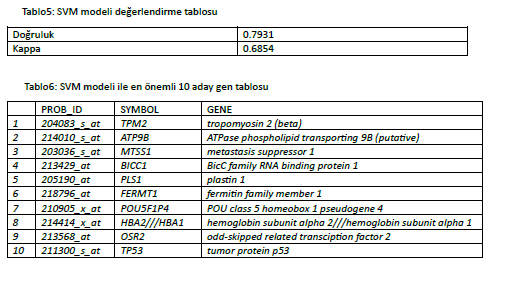 Tablo5: SVM modeli değerlendirme tablosu
Doğruluk 0.7931
Kappa 0.6854
Tablo6: SVM modeli ile en önemli 10 aday gen tablosu
PROB_ID SYMBOL GENE
1 204083_s_at TPM2 tropomyosin 2 (beta)
2 214010_s_at ATP9B ATPase phospholipid transporting 9B (putative)
3 203036_s_at MTSS1 metastasis suppressor 1
4 213429_at BICC1 BicC family RNA binding protein 1
5 205190_at PLS1 plastin 1
6 218796_at FERMT1 fermitin family member 1
7 210905_x_at POU5F1P4 POU class 5 homeobox 1 pseudogene 4
8 214414_x_at HBA2///HBA1 hemoglobin subunit alpha 2///hemoglobin subunit alpha 1
9 213568_at OSR2 odd-skipped related transciption factor 2
10 211300_s_at TP53 tumor protein p53